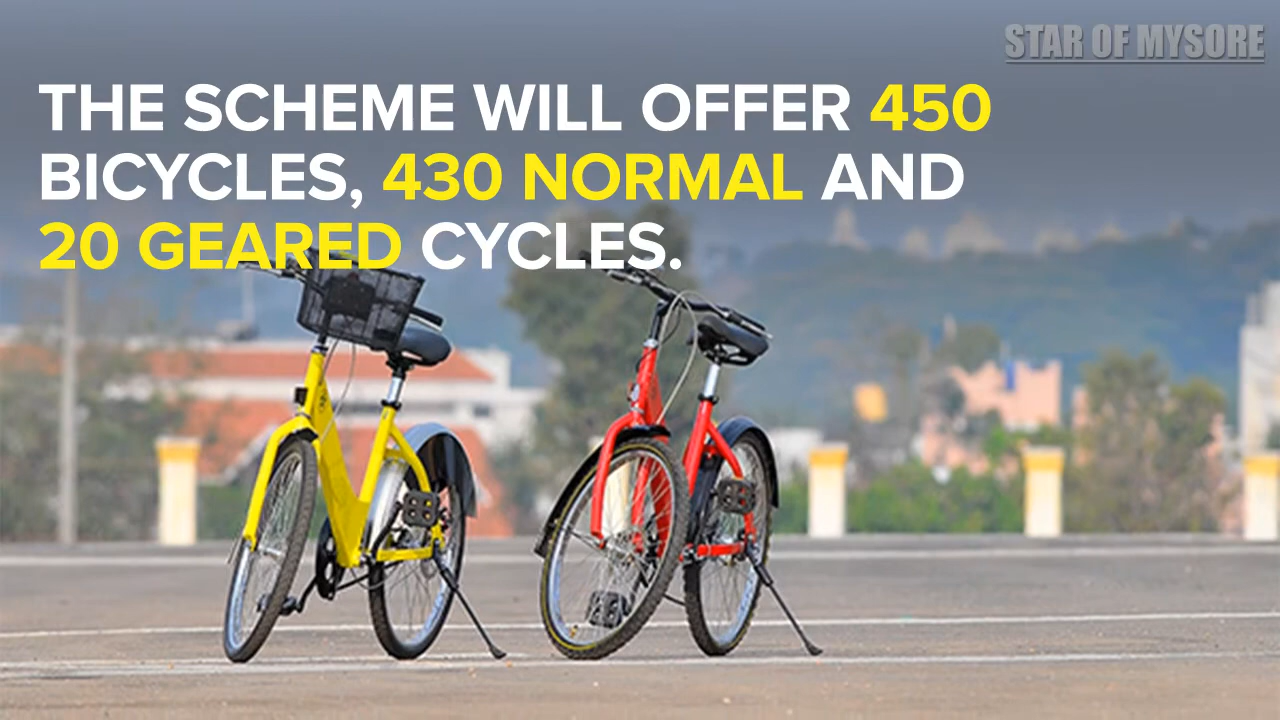 STAR OF MYSORE
THE SCHEME WILL OFFER 450
BICYCLES, 430 NORMAL AND
20 GEARED CYCLES.